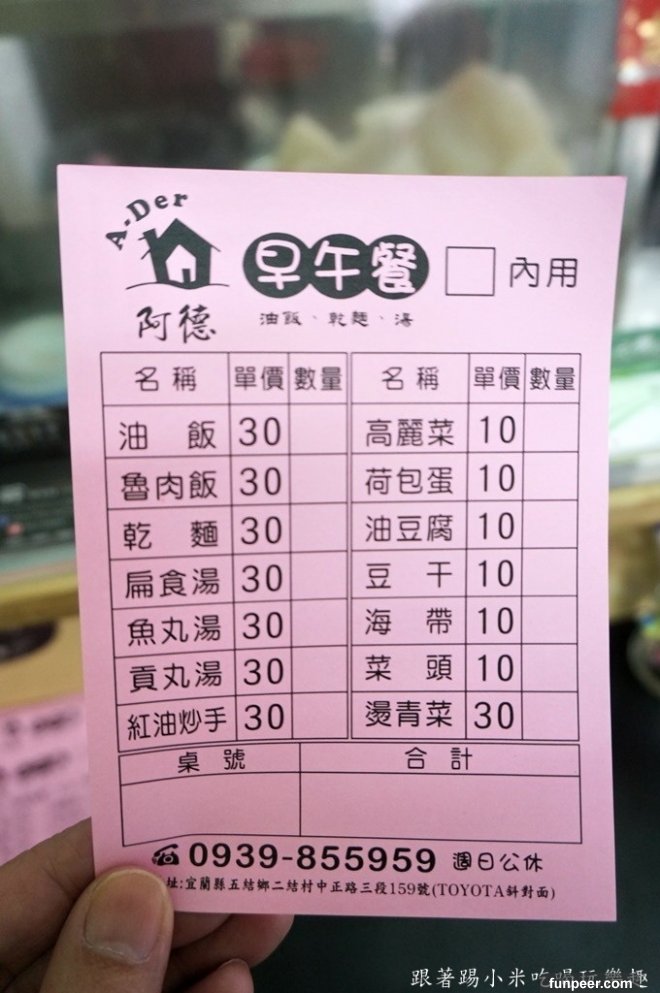 A-Der
阿德
早午餐 內用
油飯、乾麵、湯
名稱 單價 數量 名稱 單價 數量
油飯 30 高麗菜 10
魯肉飯 30 荷包蛋 10
乾麵 30 油豆腐 10
扁食湯 30 豆干 10
魚丸湯 30 海帶 10
貢丸湯 30 菜頭 10
紅油炒手 30 燙青菜 30
桌號 合計
☎0939-855959 週日公休
址:宜蘭縣五結鄉二結村中正路三段159號(TOYOTA斜對面)
跟著踢小米吃喝玩樂趣
funpeer.com